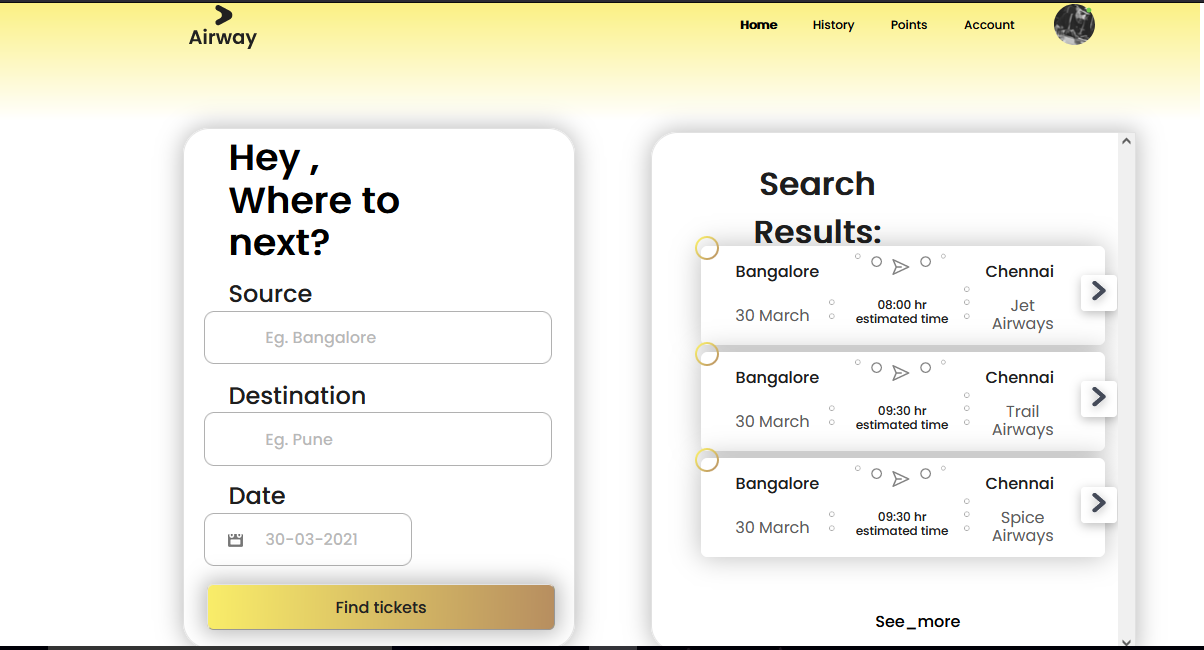 Airway
Home
History
Points
Account
Hey ,
Where to
next?
Source
Eg. Bangalore
Destination
Eg. Pune
Date
30-03-2021
Find tickets
Search
Results:
Bangalore
Chennai
30 March
08:00 hr
estimated time
Jet
Airways
Bangalore
Chennai
30 March
09:30 hr
estimated time
Trail
Airways
Bangalore
Chennai
30 March
09:30 hr
estimated time
Spice
Airways
See_more